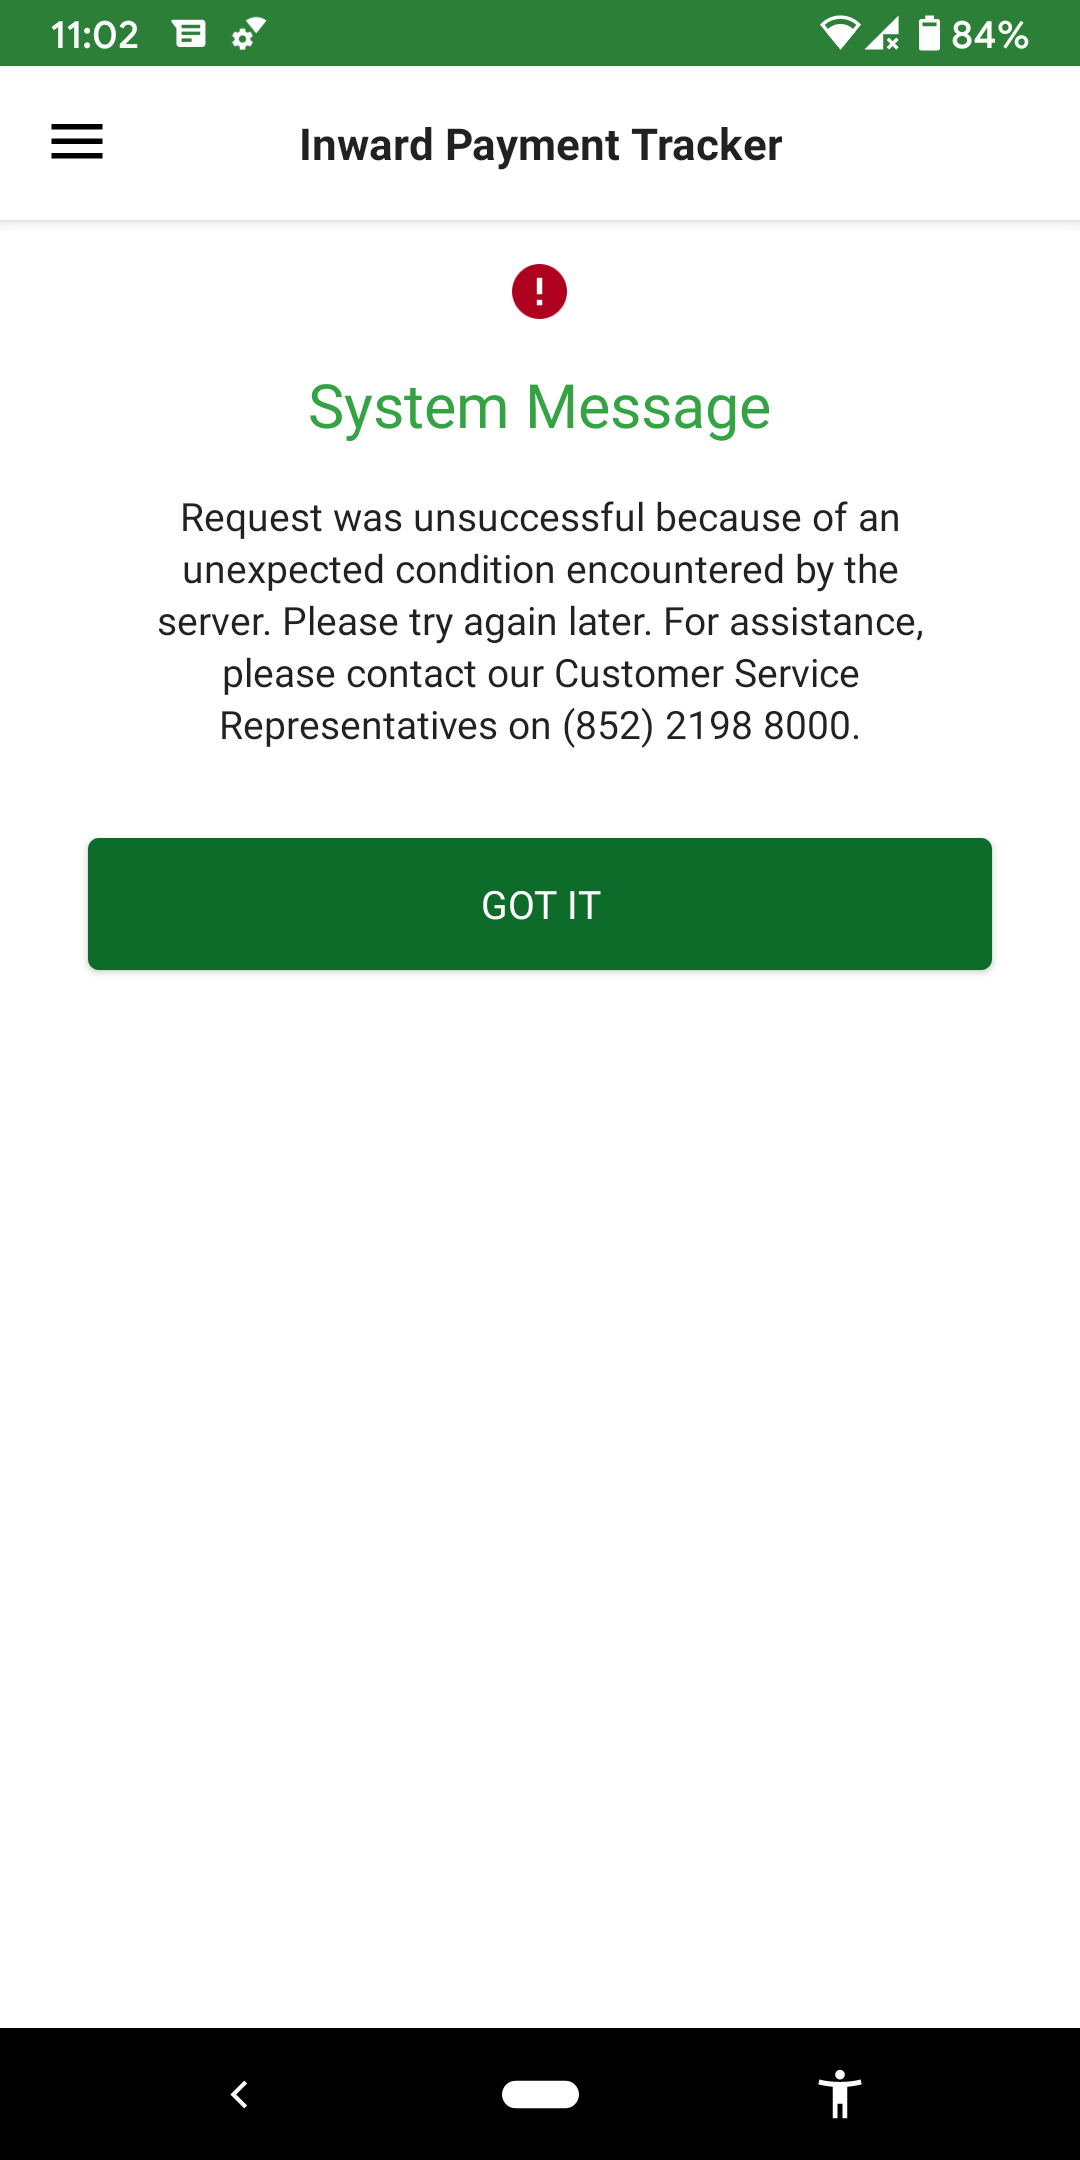 11:02
84%
Inward Payment Tracker
System Message
Request was unsuccessful because of an
unexpected condition encountered by the
server. Please try again later. For assistance,
please contact our Customer Service
Representatives on (852) 2198 8000.
GOT IT